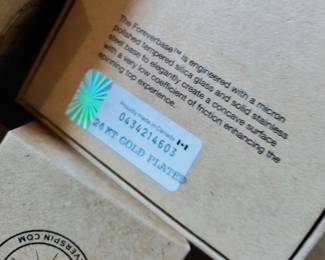 The Foreverbase™ is engineered with a micron
polished tempered silica glass and solid stainless
steel base to elegantly create a concave surface
with a very low coefficient of friction enhancing the
spinning top experience.
Proudly made in Canada
0434214603
24 KT GOLD PLATED
VERSPIN.COM